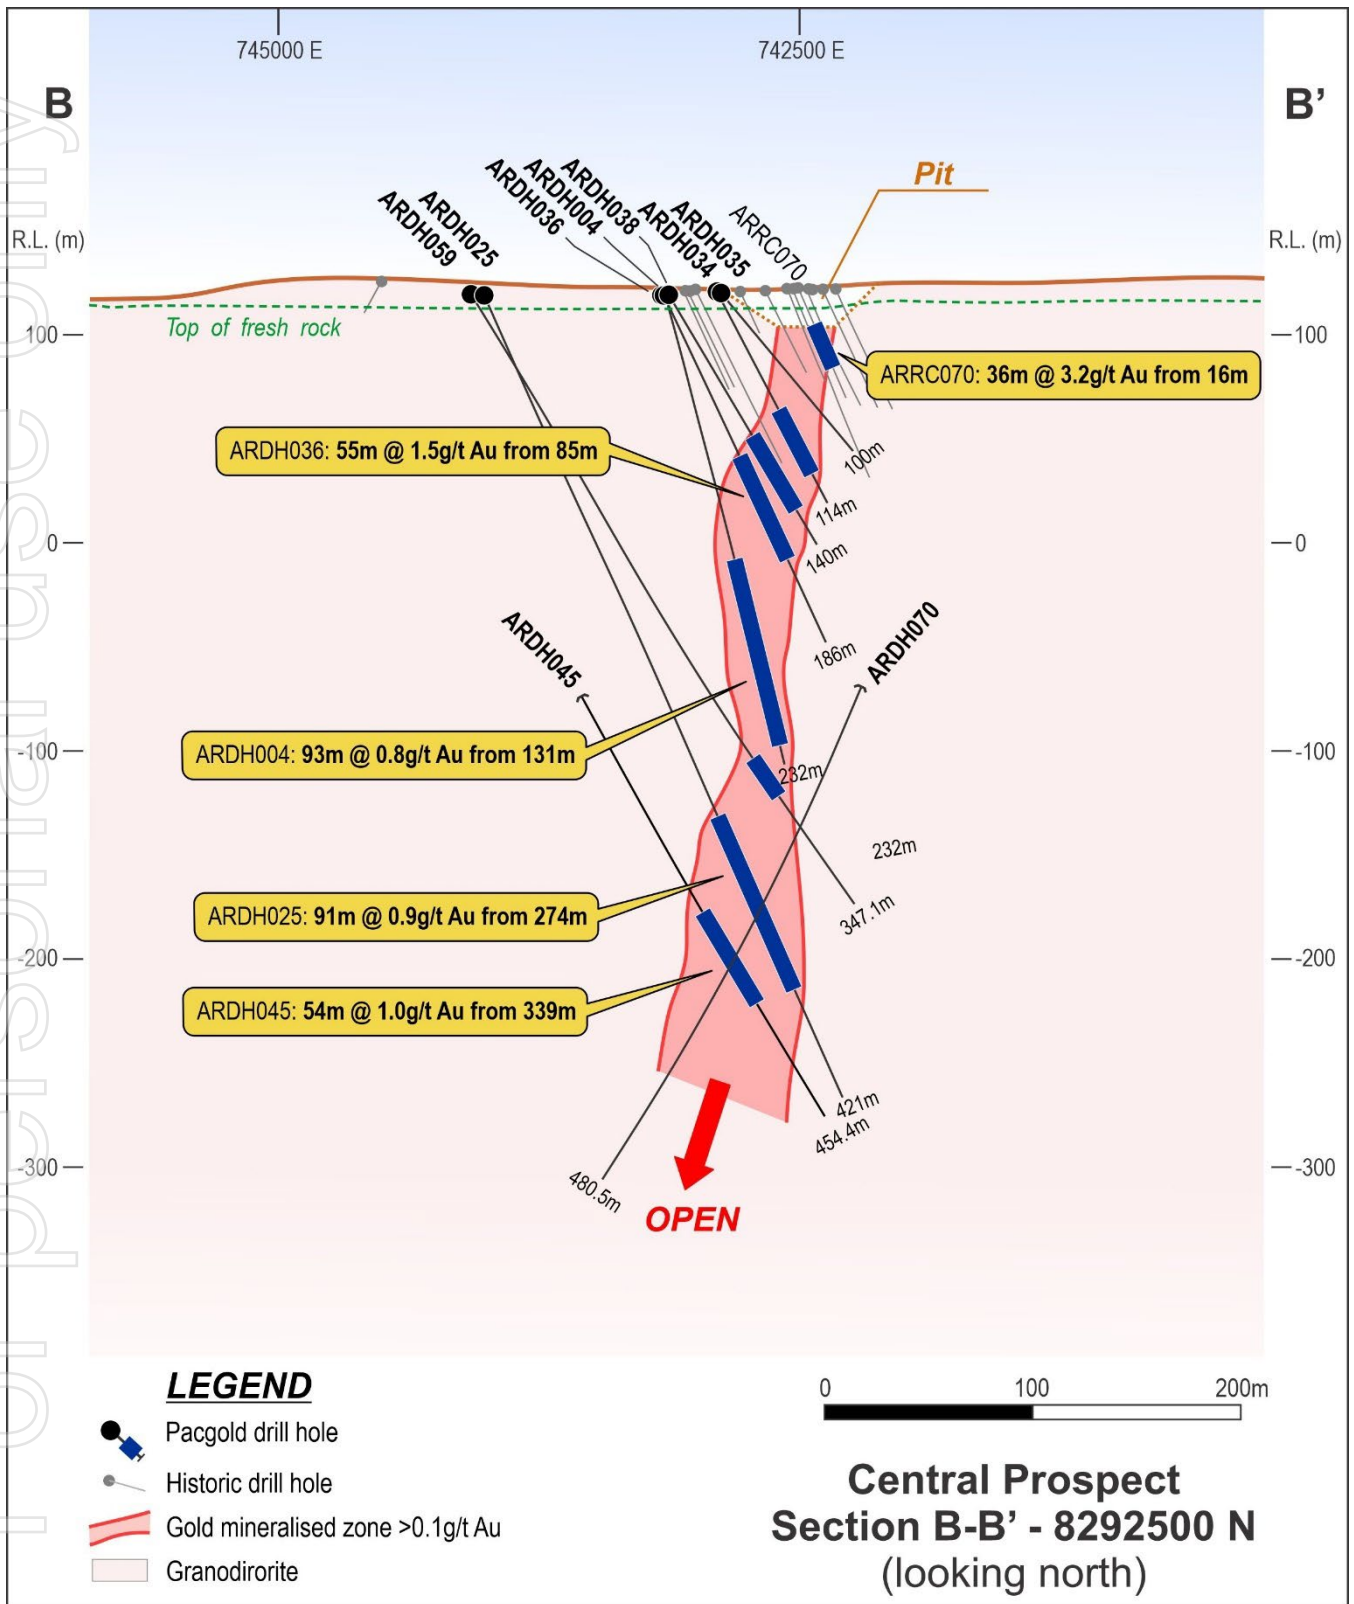 745000 E
742500 E
B
B’
Pit
R.L. (m)
R.L. (m)
ARDH059
ARDH025
ARDH036
ARDH004
ARDH038
ARDH034
ARDH035
ARRC070
Top of fresh rock
100
100
ARRC070: 36m @ 3.2g/t Au from 16m
ARDH036: 55m @ 1.5g/t Au from 85m
100m
114m
140m
0
0
186m
ARDH045
ARDH070
ARDH004: 93m @ 0.8g/t Au from 131m
-100
-100
232m
232m
347.1m
ARDH025: 91m @ 0.9g/t Au from 274m
-200
-200
ARDH045: 54m @ 1.0g/t Au from 339m
421m
454.4m
480.5m
-300
-300
OPEN
LEGEND
Pacgold drill hole
Historic drill hole
Gold mineralised zone >0.1g/t Au
Granodirorite
0 100 200m
Central Prospect
Section B-B’ - 8292500 N
(looking north)
For personal use only